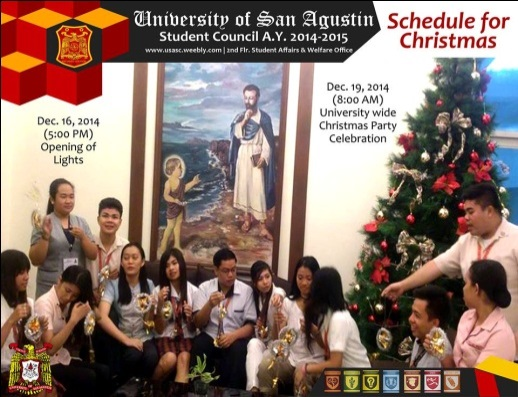 University of San Agustin
Student Council A.Y. 2014-2015
www.usasc.weebly.com | 2nd Flr. Student Affairs & Welfare Office
Schedule for
Christmas
Dec. 16, 2014
(5:00 PM)
Opening of
Lights
Dec. 19, 2014
(8:00 AM)
University wide
Christmas Party
Celebration